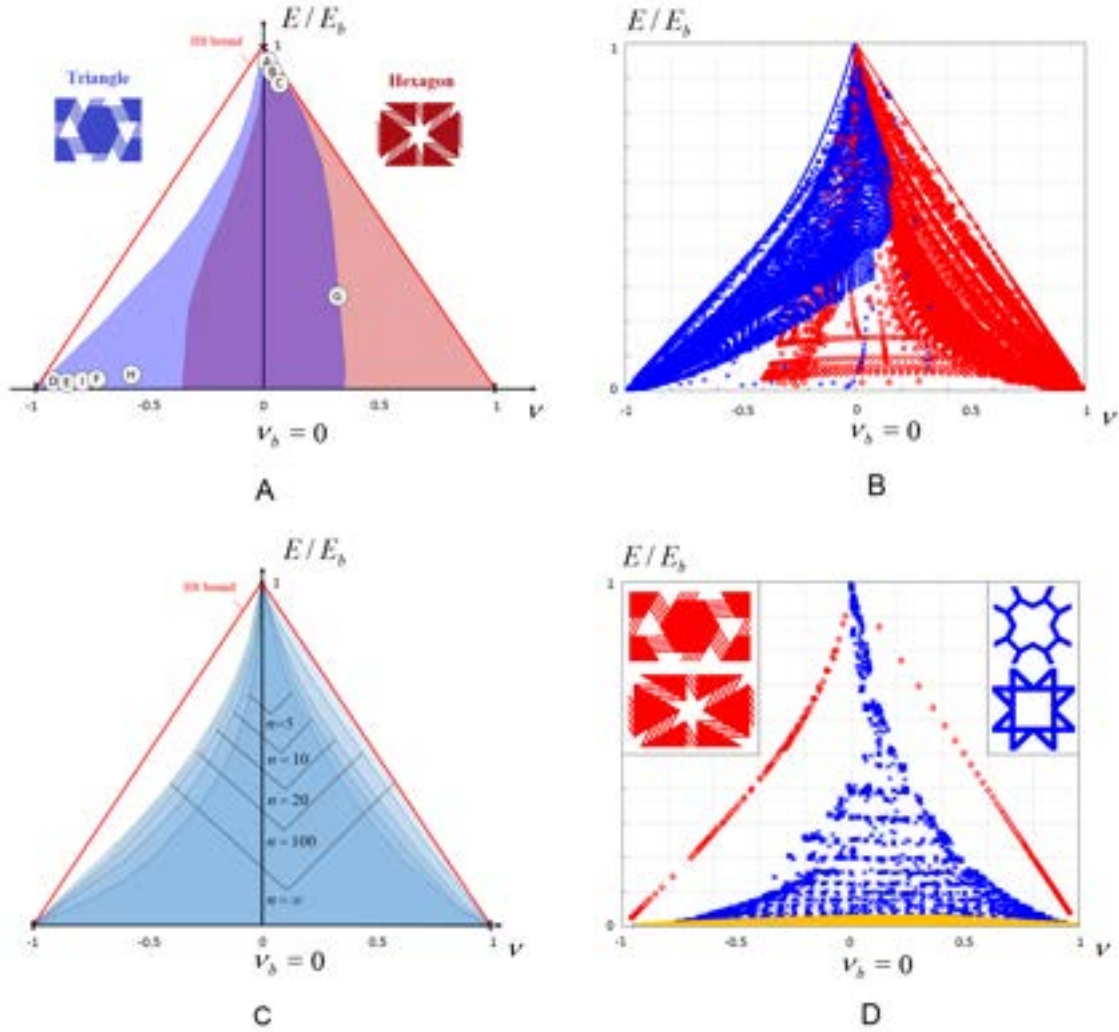 E / E_b
HS bound
1
Triangle
Hexagon
A
B
C
G
D E I F H
-1 -0.5 0 0.5 1 ν
ν_b = 0
A
E / E_b
1
0
-1 -0.5 0 0.5 1 ν
ν_b = 0
B
E / E_b
HS bound
1
n = 5
n = 10
n = 20
n = 100
n = ∞
-1 -0.5 0 0.5 1 ν
ν_b = 0
C
E / E_b
1
0
-1 -0.5 0 0.5 1 ν
ν_b = 0
D